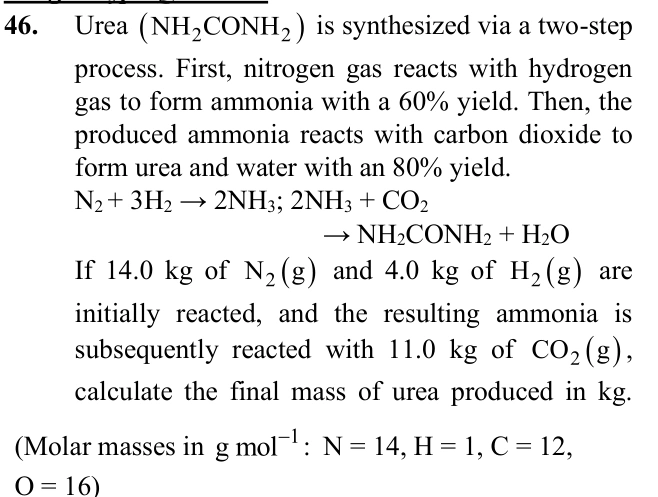 46. Urea (NH₂CONH₂) is synthesized via a two-step
process. First, nitrogen gas reacts with hydrogen
gas to form ammonia with a 60% yield. Then, the
produced ammonia reacts with carbon dioxide to
form urea and water with an 80% yield.
N₂ + 3H₂ → 2NH₃; 2NH₃ + CO₂
→ NH₂CONH₂ + H₂O
If 14.0 kg of N₂(g) and 4.0 kg of H₂(g) are
initially reacted, and the resulting ammonia is
subsequently reacted with 11.0 kg of CO₂(g),
calculate the final mass of urea produced in kg.
(Molar masses in g mol⁻¹: N = 14, H = 1, C = 12,
O = 16)